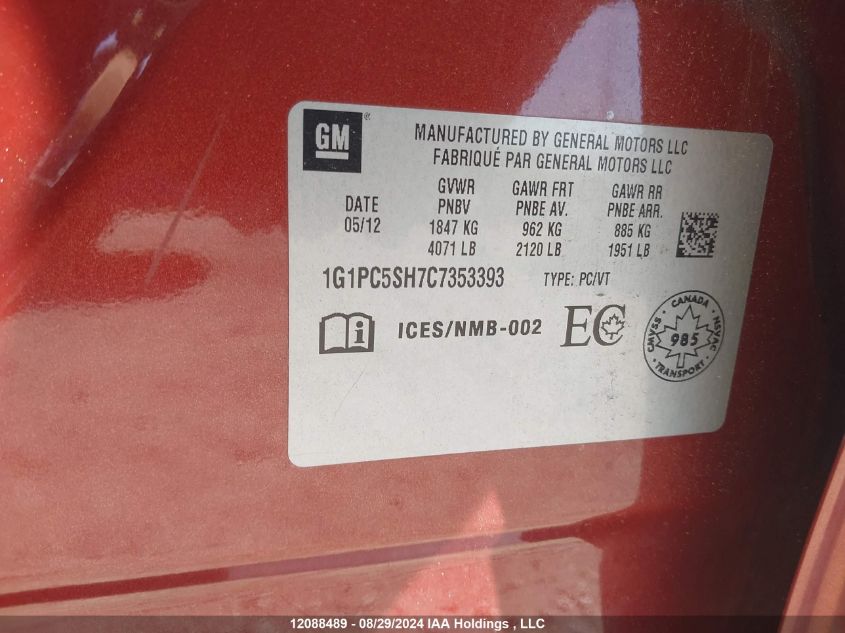 GM®
MANUFACTURED BY GENERAL MOTORS LLC
FABRIQUÉ PAR GENERAL MOTORS LLC
DATE
05/12
GVWR
PNBV
1847 KG
4071 LB
GAWR FRT
PNBE AV.
962 KG
2120 LB
GAWR RR
PNBE ARR.
885 KG
1951 LB
1G1PC5SH7C7353393 TYPE: PC/VT
ICES/NMB-002 EC
CANADA
CMVSS 985 NSVAC
TRANSPORT
12088489 - 08/29/2024 IAA Holdings , LLC